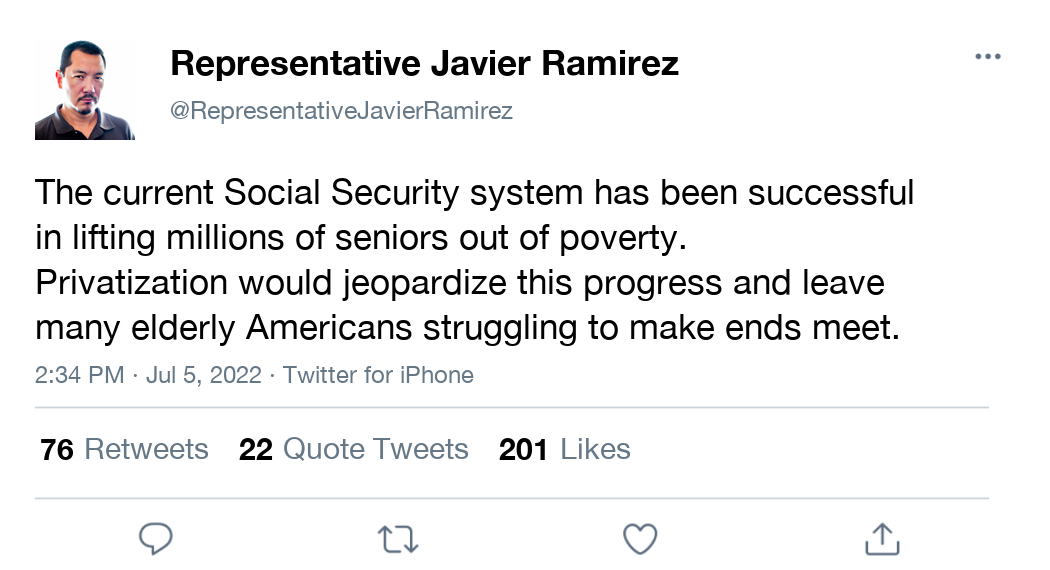 Representative Javier Ramirez
@RepresentativeJavierRamirez
The current Social Security system has been successful
in lifting millions of seniors out of poverty.
Privatization would jeopardize this progress and leave
many elderly Americans struggling to make ends meet.
2:34 PM · Jul 5, 2022 · Twitter for iPhone
76 Retweets 22 Quote Tweets 201 Likes